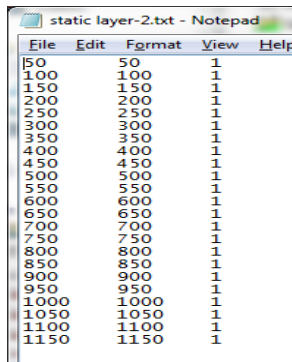 static layer-2.txt - Notepad
File Edit Format View Help
50 50 1
100 100 1
150 150 1
200 200 1
250 250 1
300 300 1
350 350 1
400 400 1
450 450 1
500 500 1
550 550 1
600 600 1
650 650 1
700 700 1
750 750 1
800 800 1
850 850 1
900 900 1
950 950 1
1000 1000 1
1050 1050 1
1100 1100 1
1150 1150 1